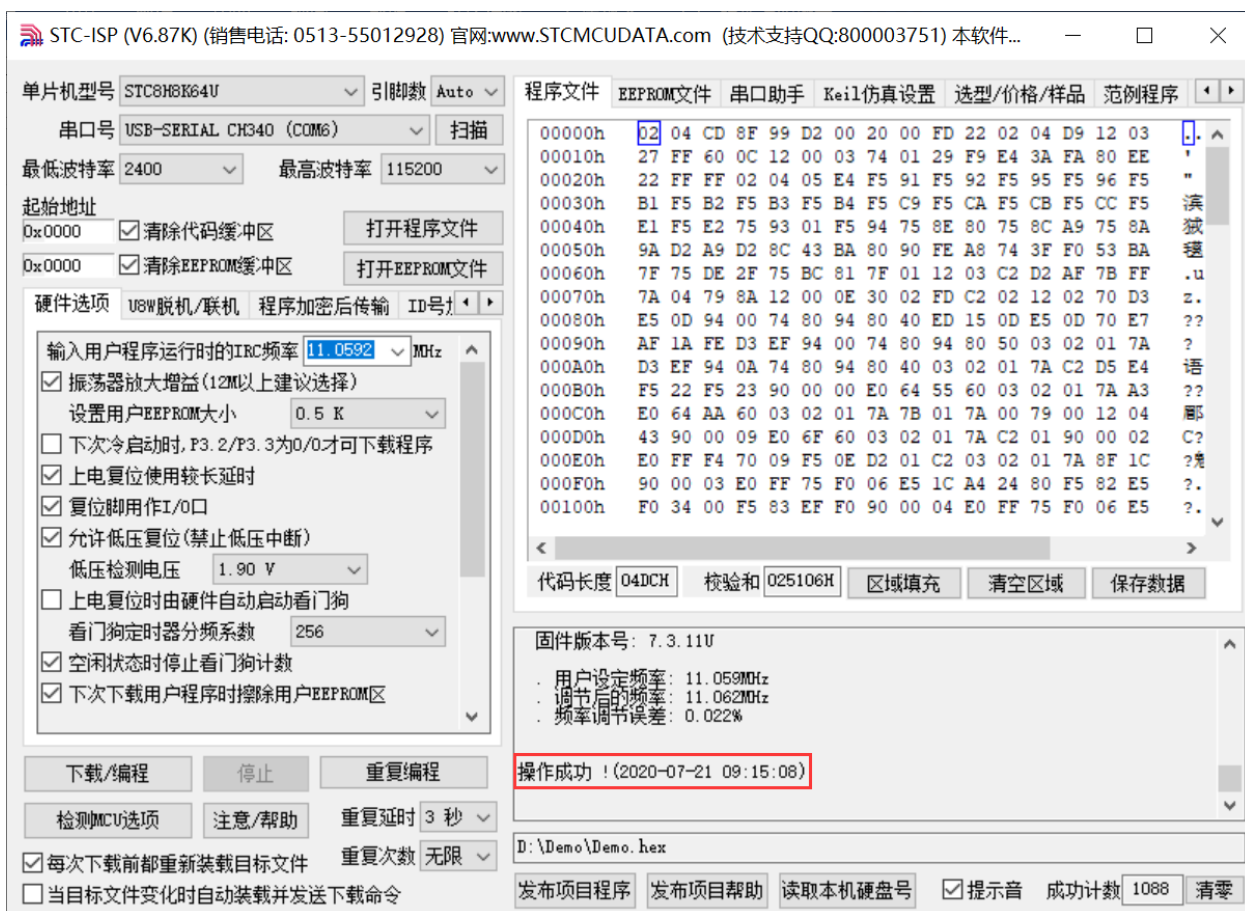 STC-ISP (V6.87K) (销售电话: 0513-55012928) 官网:www.STCMCUDATA.com (技术支持QQ:800003751) 本软件...
单片机型号 STC8H8K64U 引脚数 Auto
串口号 USB-SERIAL CH340 (COM6) 扫描
最低波特率 2400 最高波特率 115200
起始地址
0x0000 清除代码缓冲区 打开程序文件
0x0000 清除EEPROM缓冲区 打开EEPROM文件
硬件选项 U8W脱机/联机 程序加密后传输
输入用户程序运行时的IRC频率 11.0592 MHz
振荡器放大增益(12M以上建议选择)
设置用户EEPROM大小 0.5 K
下次冷启动时,P3.2/P3.3为0/0才可下载程序
上电复位使用较长延时
复位脚用作I/O口
允许低压复位(禁止低压中断)
低压检测电压 1.90 V
上电复位时由硬件自动启动看门狗
看门狗定时器分频系数 256
空闲状态时停止看门狗计数
下次下载用户程序时擦除用户EEPROM区
下载/编程 停止 重复编程
检测MCU选项 注意/帮助 重复延时 3 秒
每次下载前都重新装载目标文件 重复次数 无限
当目标文件变化时自动装载并发送下载命令
程序文件 EEPROM文件 串口助手 Keil仿真设置 选型/价格/样品 范例程序
00000h 02 04 CD 8F 99 D2 00 20 00 FD 22 02 04 D9 12 03 ..
00010h 27 FF 60 0C 12 00 03 74 01 29 F9 E4 3A FA 80 EE '
00020h 22 FF FF 02 04 05 E4 F5 91 F5 92 F5 95 F5 96 F5 "
00030h B1 F5 B2 F5 B3 F5 B4 F5 C9 F5 CA F5 CB F5 CC F5
00040h E1 F5 E2 75 93 01 F5 94 75 8E 80 75 8C A9 75 8A
00050h 9A D2 A9 D2 8C 43 BA 80 90 FE A8 74 3F F0 53 BA
00060h 7F 75 DE 2F 75 BC 81 7F 01 12 03 C2 D2 AF 7B FF .u
00070h 7A 04 79 8A 12 00 0E 30 02 FD C2 02 12 02 70 D3 z.
00080h E5 0D 94 00 74 80 94 80 40 ED 15 0D E5 0D 70 E7 ??
00090h AF 1A FE D3 EF 94 00 74 80 94 80 50 03 02 01 7A ?
000A0h D3 EF 94 0A 74 80 94 80 40 03 02 01 7A C2 D5 E4 语
000B0h F5 22 F5 23 90 00 00 E0 64 55 60 03 02 01 7A A3 ??
000C0h E0 64 AA 60 03 02 01 7A 7B 01 7A 00 79 00 12 04
000D0h 43 90 00 09 E0 6F 60 03 02 01 7A C2 01 90 00 02 C?
000E0h E0 FF F4 70 09 F5 0E D2 01 C2 03 02 01 7A 8F 1C
000F0h 90 00 03 E0 FF 75 F0 06 E5 1C A4 24 80 F5 82 E5 ?.
00100h F0 34 00 F5 83 EF F0 90 00 04 E0 FF 75 F0 06 E5 ?.
代码长度 04DCH 校验和 025106H 区域填充 清空区域 保存数据
固件版本号: 7.3.11U
. 用户设定频率: 11.059MHz
. 调节后的频率: 11.062MHz
. 频率调节误差: 0.022%
操作成功 !(2020-07-21 09:15:08)
D:\Demo\Demo.hex
发布项目程序 发布项目帮助 读取本机硬盘号 提示音 成功计数 1088 清零